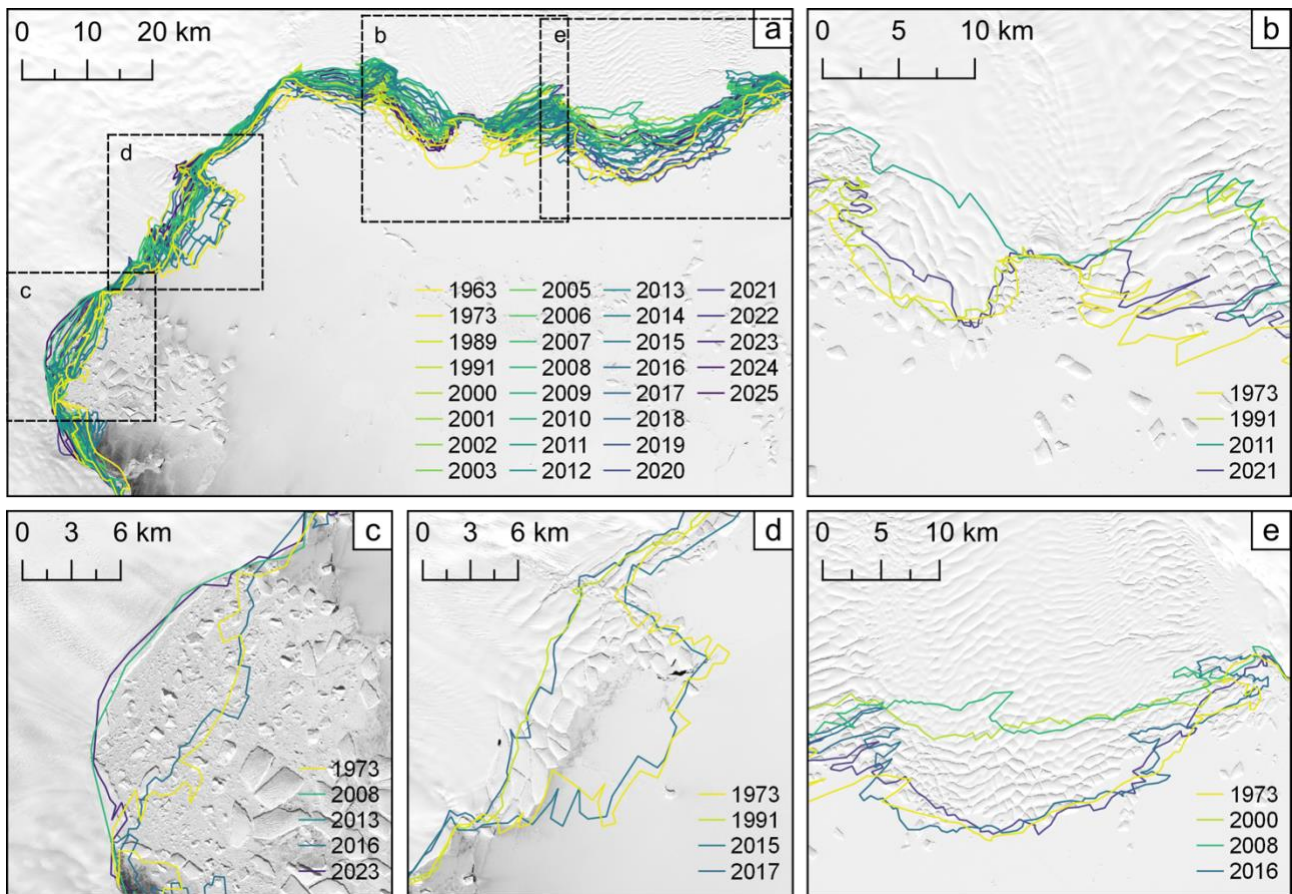 0 10 20 km
a
b
e
d
c
1963 2005 2013 2021
1973 2006 2014 2022
1989 2007 2015 2023
1991 2008 2016 2024
2000 2009 2017 2025
2001 2010 2018
2002 2011 2019
2003 2012 2020
0 5 10 km
b
1973
1991
2011
2021
0 3 6 km
c
1973
2008
2013
2016
2023
0 3 6 km
d
1973
1991
2015
2017
0 5 10 km
e
1973
2000
2008
2016